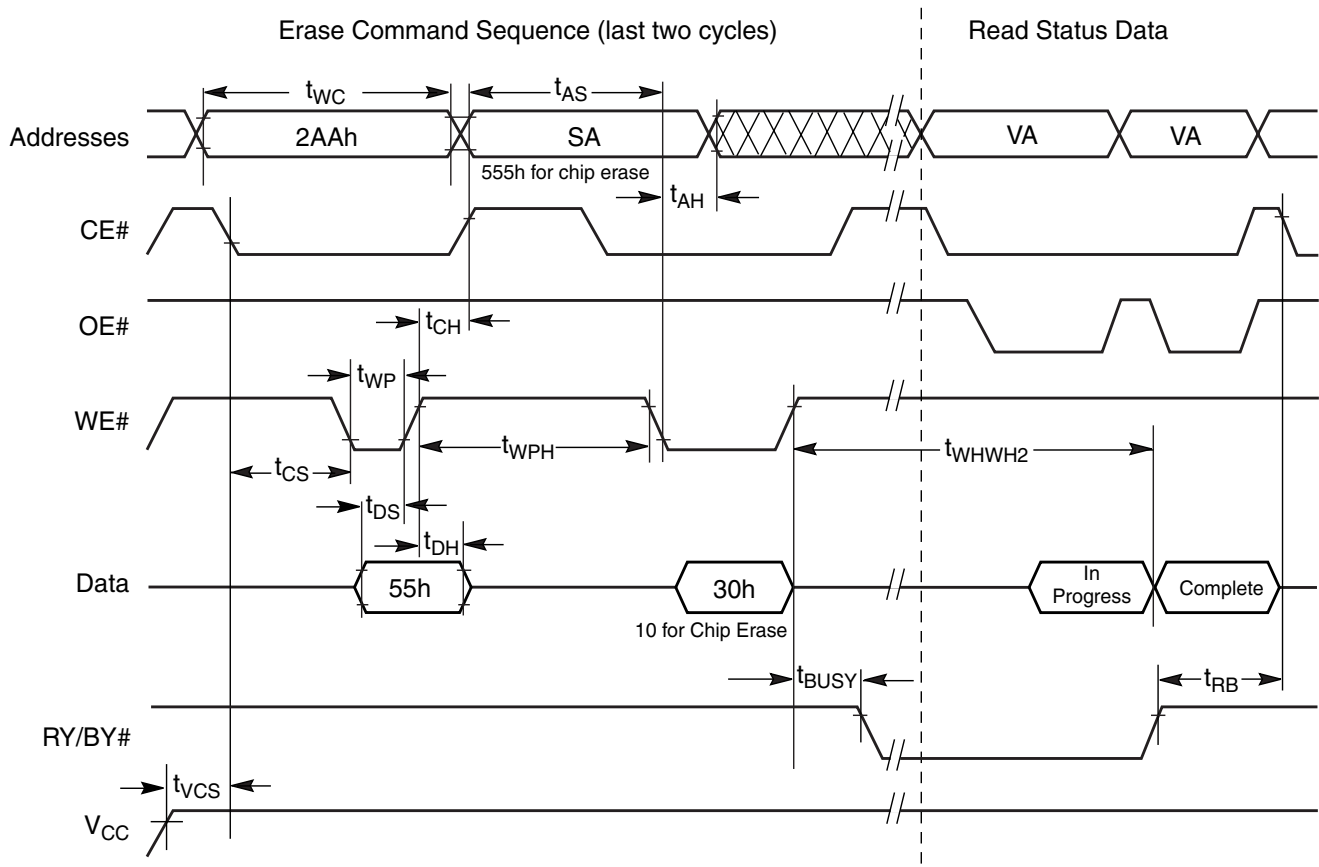 Erase Command Sequence (last two cycles) Read Status Data
tWC tAS
Addresses 2AAh SA VA VA
555h for chip erase
tAH
CE#
OE#
tCH
tWP
WE#
tWPH tWHWH2
tCS
tDS
tDH
Data 55h 30h In Progress Complete
10 for Chip Erase
tBUSY tRB
RY/BY#
tVCS
VCC